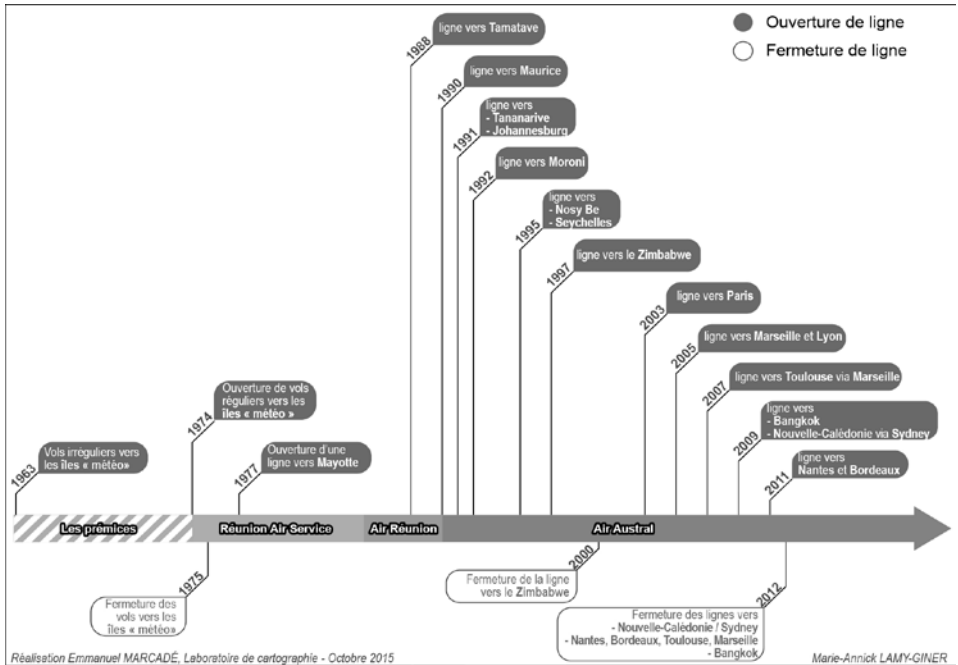 Ouverture de ligne
Fermeture de ligne
1988
ligne vers Tamatave
1990
ligne vers Maurice
1991
ligne vers
- Tananarive
- Johannesburg
1992
ligne vers Moroni
1995
ligne vers
- Nosy Be
- Seychelles
1997
ligne vers le Zimbabwe
2003
ligne vers Paris
2005
ligne vers Marseille et Lyon
2007
ligne vers Toulouse via Marseille
2009
ligne vers
- Bangkok
- Nouvelle-Calédonie via Sydney
2011
ligne vers
Nantes et Bordeaux
1974
Ouverture de vols
réguliers vers les
îles « météo »
1963
Vols irréguliers vers
les îles « météo»
1977
Ouverture d'une
ligne vers Mayotte
Les prémices
Réunion Air Service
Air Réunion
Air Austral
1975
Fermeture des
vols vers les
îles « météo»
2000
Fermeture de la ligne
vers le Zimbabwe
2012
Fermeture des lignes vers
- Nouvelle-Calédonie / Sydney
- Nantes, Bordeaux, Toulouse, Marseille
- Bangkok
Réalisation Emmanuel MARCADÉ, Laboratoire de cartographie - Octobre 2015
Marie-Annick LAMY-GINER